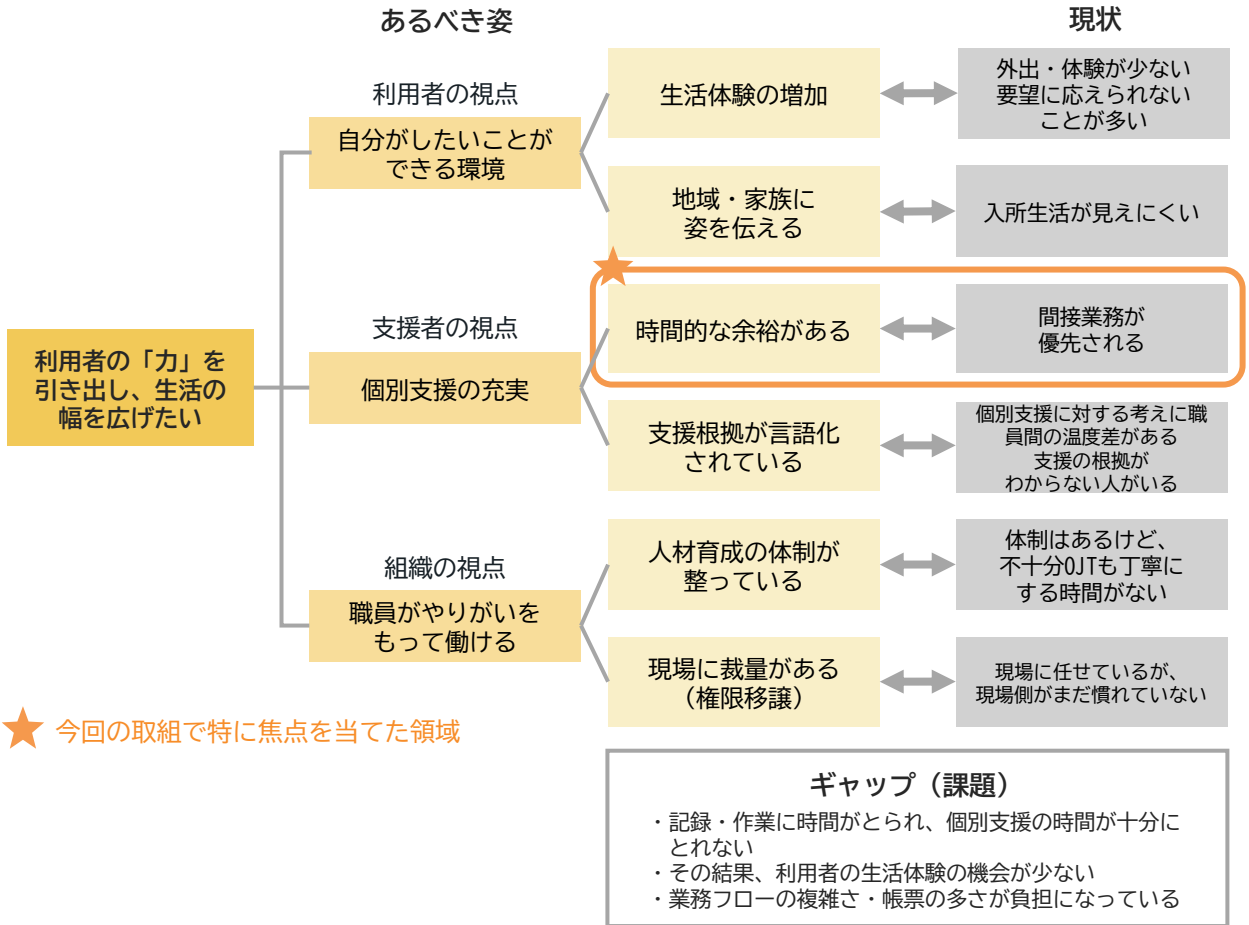 あるべき姿
現状
利用者の視点
自分がしたいことが
できる環境
生活体験の増加
外出・体験が少ない
要望に応えられない
ことが多い
地域・家族に
姿を伝える
入所生活が見えにくい
利用者の「力」を
引き出し、生活の
幅を広げたい
支援者の視点
個別支援の充実
時間的な余裕がある
間接業務が
優先される
支援根拠が言語化
されている
個別支援に対する考えに職
員間の温度差がある
支援の根拠が
わからない人がいる
組織の視点
職員がやりがいを
もって働ける
人材育成の体制が
整っている
体制はあるけど、
不十分OJTも丁寧に
する時間がない
現場に裁量がある
（権限移譲）
現場に任せているが、
現場側がまだ慣れていない
今回の取組で特に焦点を当てた領域
ギャップ（課題）
・記録・作業に時間がとられ、個別支援の時間が十分に
とれない
・その結果、利用者の生活体験の機会が少ない
・業務フローの複雑さ・帳票の多さが負担になっている